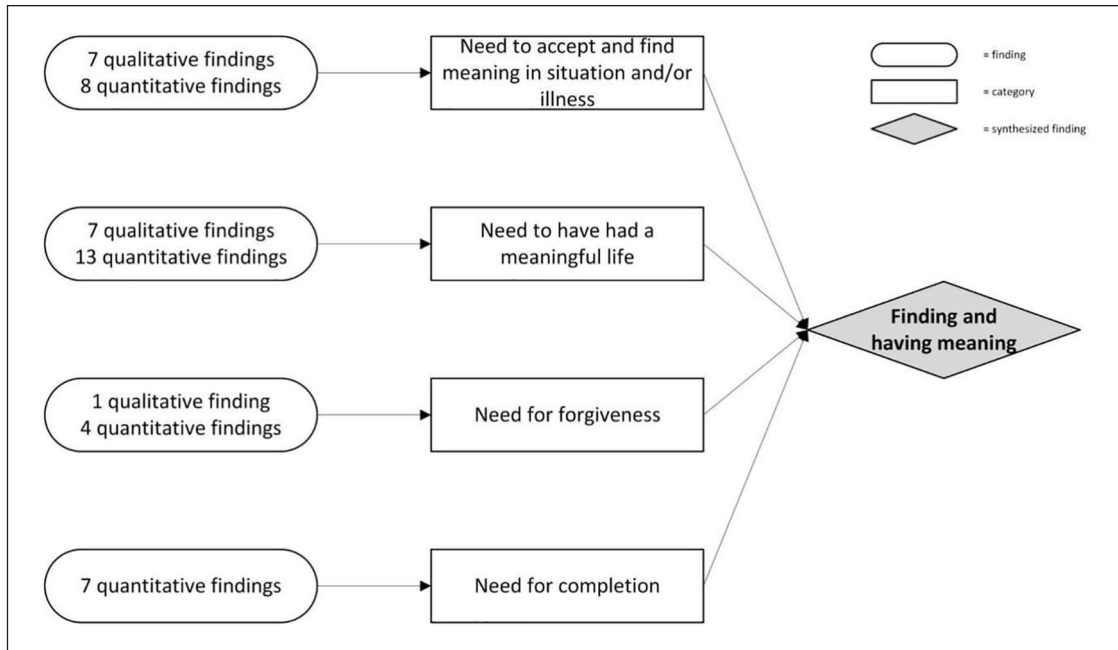 7 qualitative findings
8 quantitative findings
Need to accept and find
meaning in situation and/or
illness
= finding
= category
= synthesized finding
7 qualitative findings
13 quantitative findings
Need to have had a
meaningful life
Finding and
having meaning
1 qualitative finding
4 quantitative findings
Need for forgiveness
7 quantitative findings
Need for completion